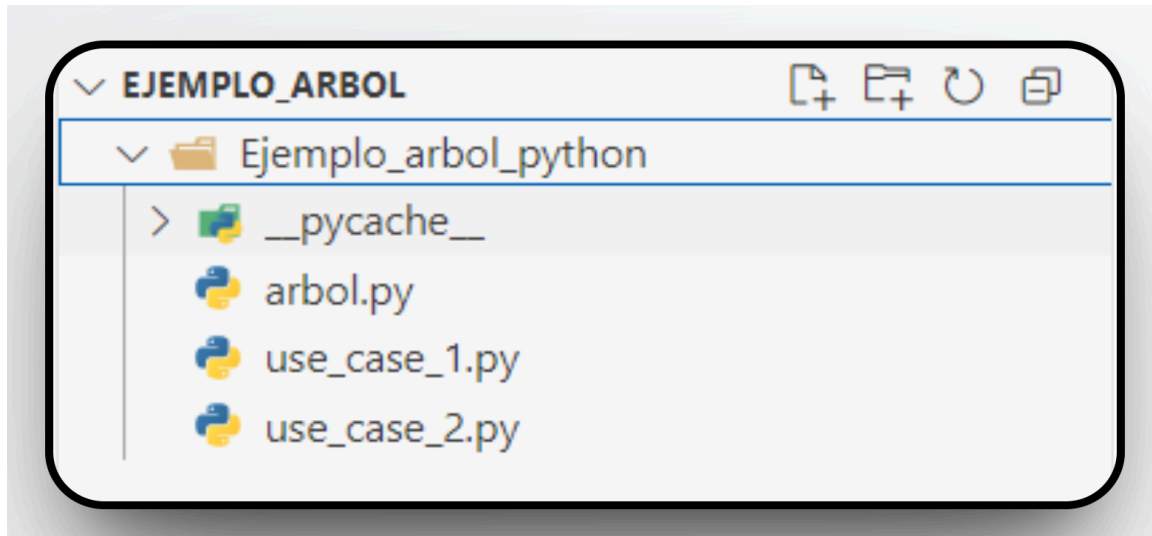 EJEMPLO_ARBOL
Ejemplo_arbol_python
__pycache__
arbol.py
use_case_1.py
use_case_2.py